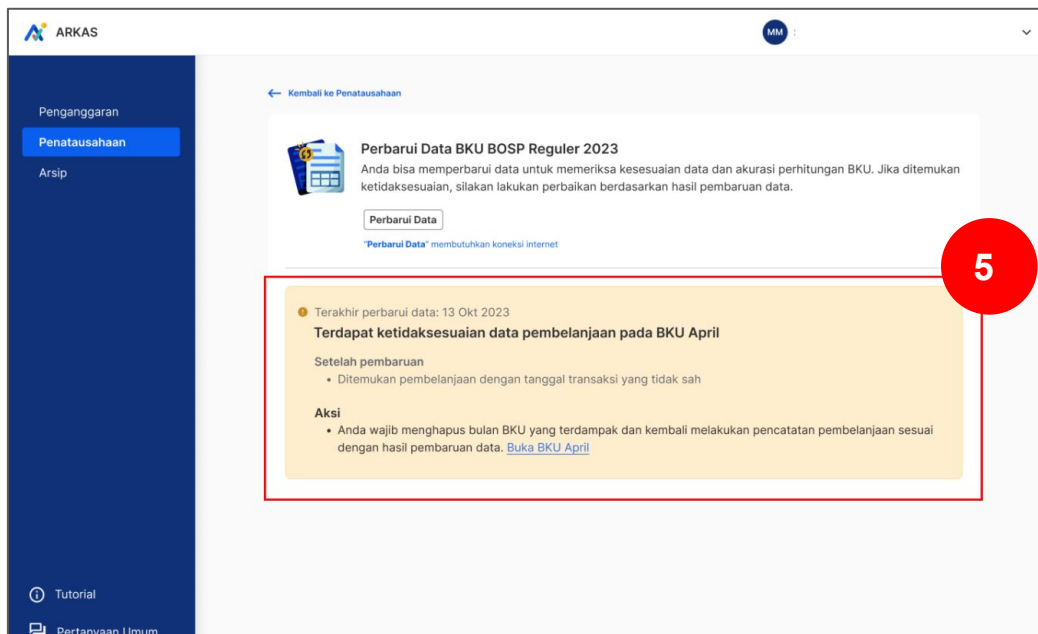 ARKAS
MM
Penganggaran
Penatausahaan
Arsip
← Kembali ke Penatausahaan
Perbarui Data BKU BOSP Reguler 2023
Anda bisa memperbarui data untuk memeriksa kesesuaian data dan akurasi perhitungan BKU. Jika ditemukan
ketidaksesuaian, silakan lakukan perbaikan berdasarkan hasil pembaruan data.
Perbarui Data
"Perbarui Data" membutuhkan koneksi internet
5
Terakhir perbarui data: 13 Okt 2023
Terdapat ketidaksesuaian data pembelanjaan pada BKU April
Setelah pembaruan
• Ditemukan pembelanjaan dengan tanggal transaksi yang tidak sah
Aksi
• Anda wajib menghapus bulan BKU yang terdampak dan kembali melakukan pencatatan pembelanjaan sesuai
dengan hasil pembaruan data. Buka BKU April
Tutorial
Pertanyaan Umum